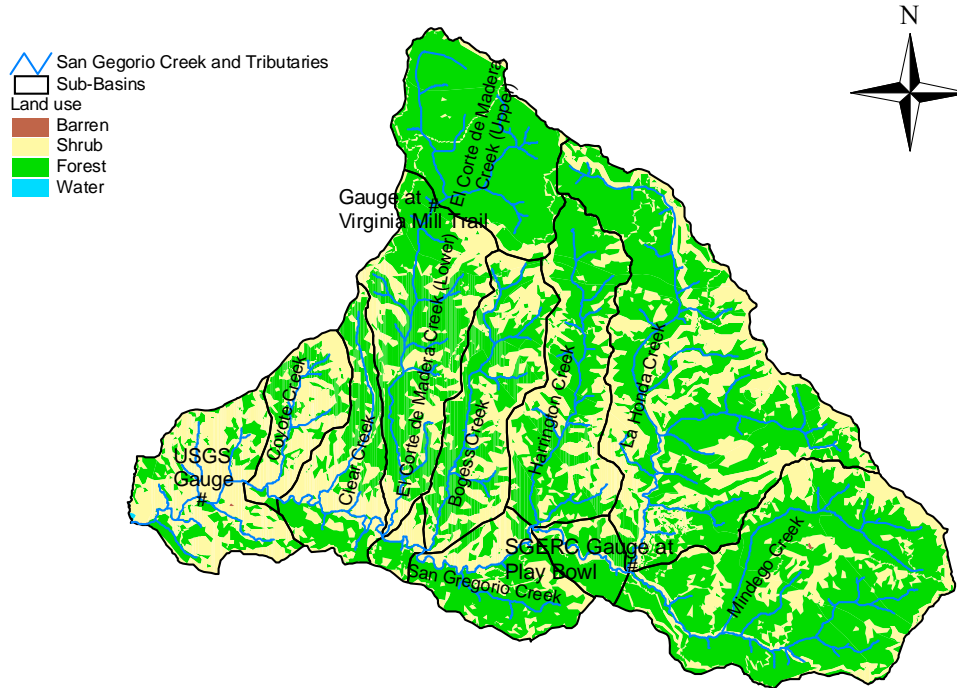 N
San Gegorio Creek and Tributaries
Sub-Basins
Land use
Barren
Shrub
Forest
Water
El Corte de Madera
Creek (Upper)
Gauge at #
Virginia Mill Trail
El Corte de Madera Creek (Lower)
Coyote Creek
Clear Creek
Bogess Creek
Harrington Creek
La Honda Creek
USGS
Gauge
#
SGERC Gauge at
Play Bowl #
San Gregorio Creek
Mindego Creek